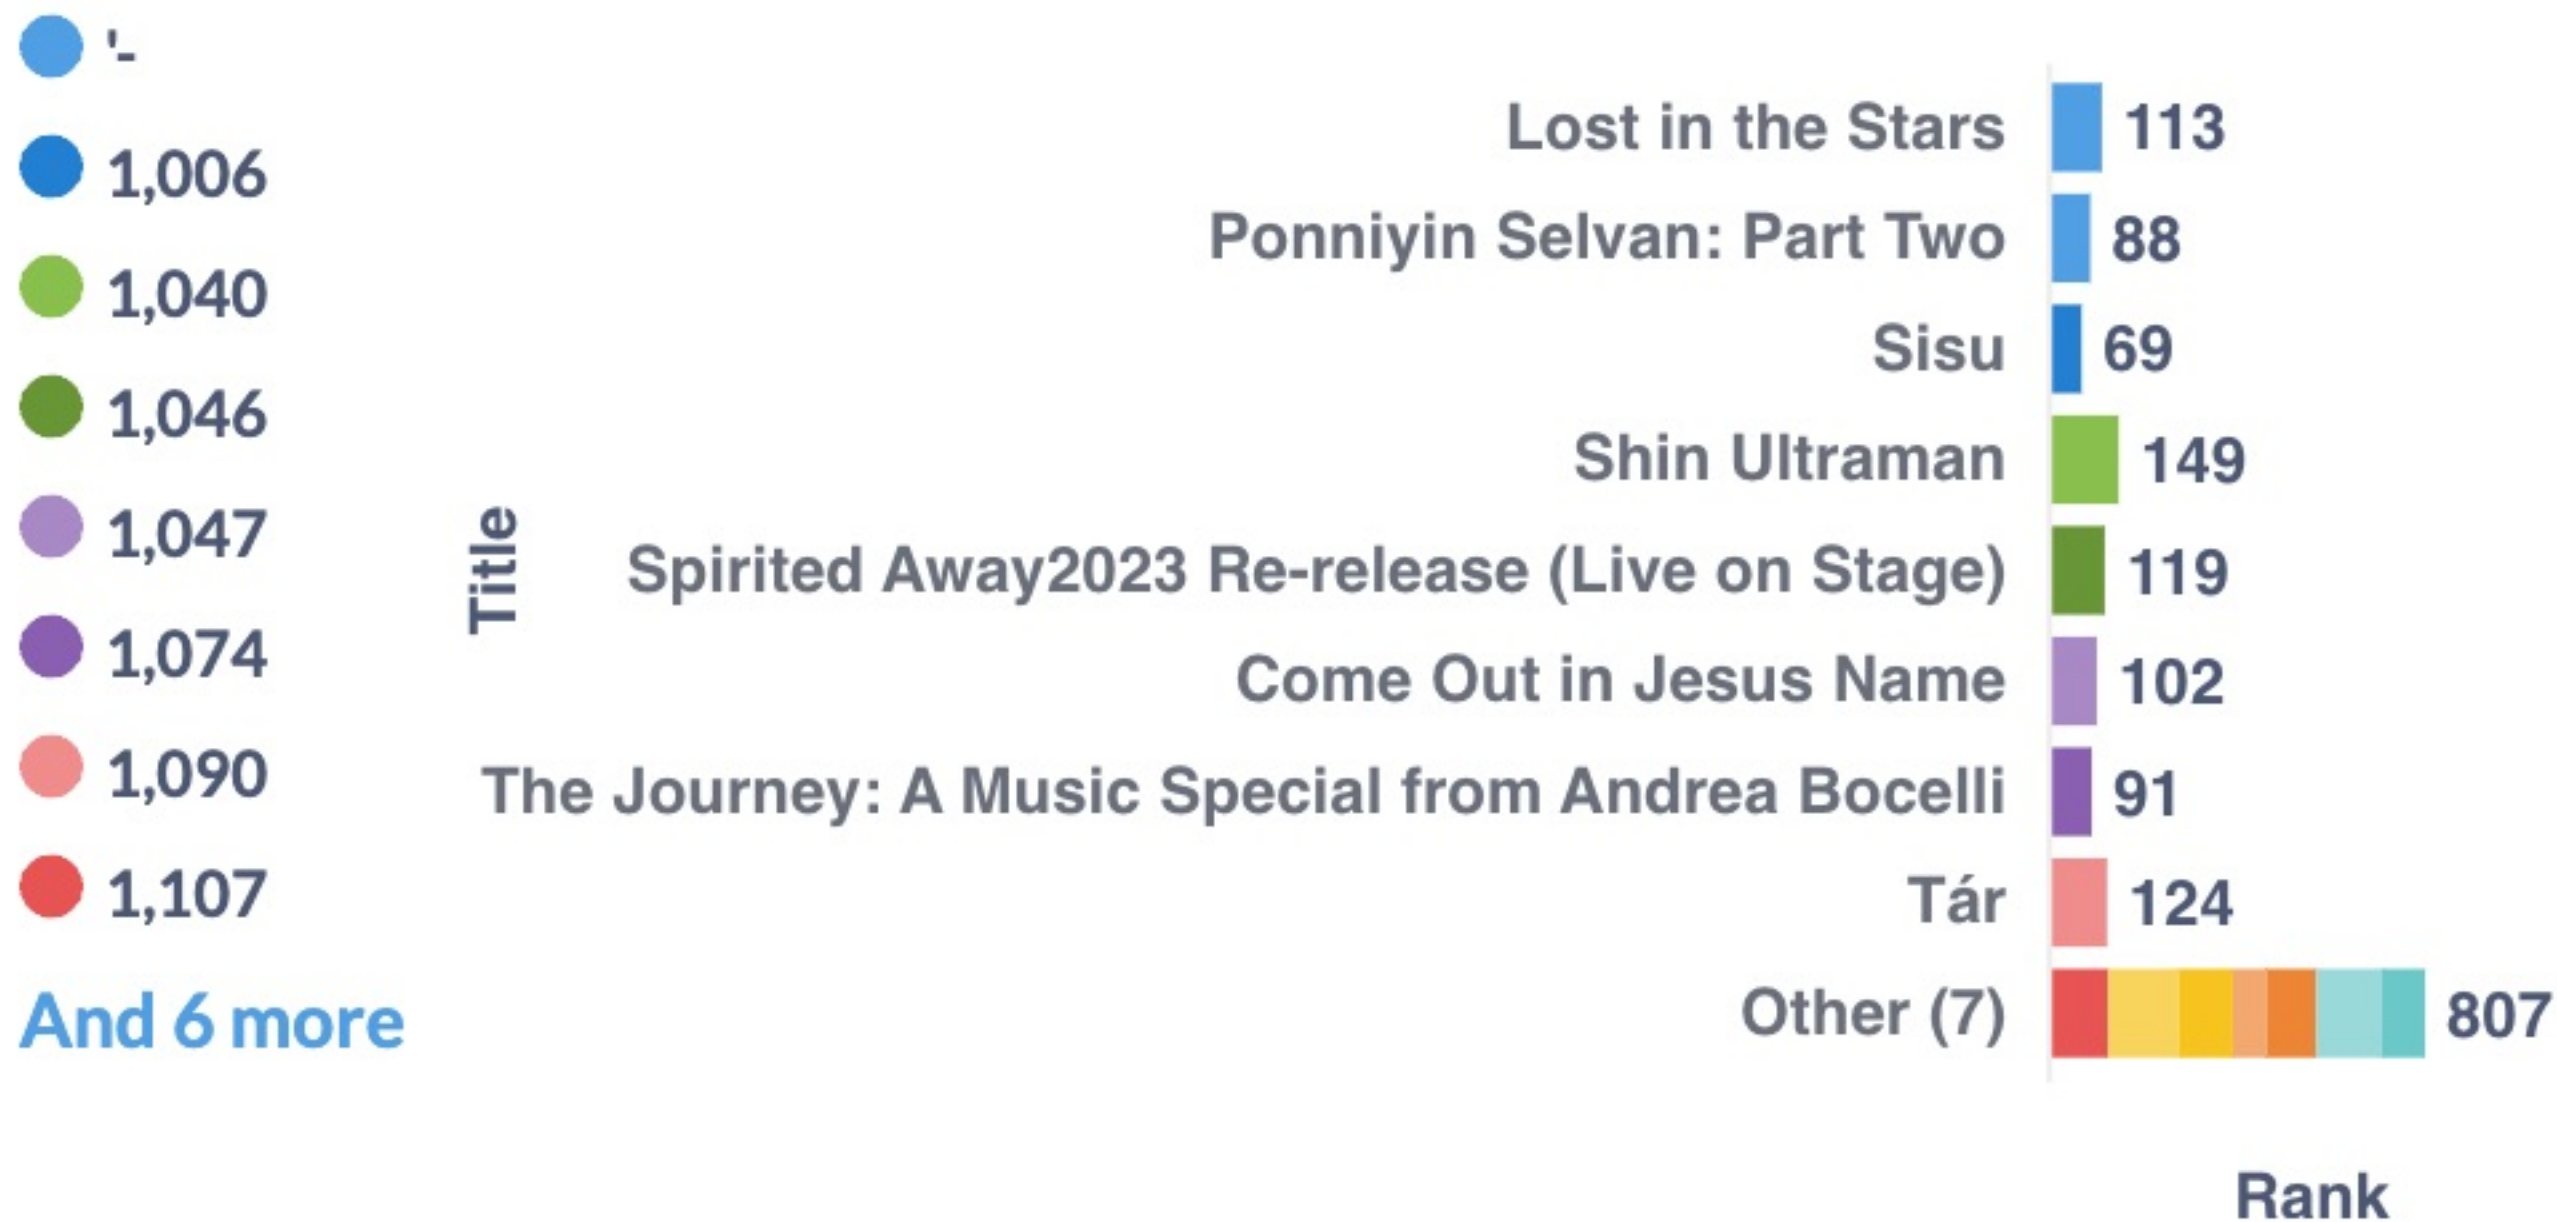 '-
1,006
1,040
1,046
1,047
1,074
1,090
1,107
And 6 more
Title
Lost in the Stars 113
Ponniyin Selvan: Part Two 88
Sisu 69
Shin Ultraman 149
Spirited Away2023 Re-release (Live on Stage) 119
Come Out in Jesus Name 102
The Journey: A Music Special from Andrea Bocelli 91
Tár 124
Other (7) 807
Rank